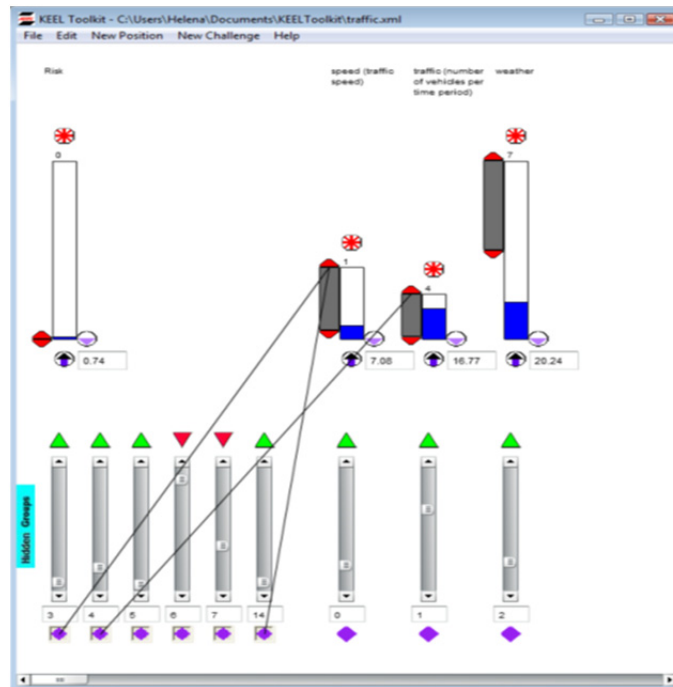 KEEL Toolkit - C:\Users\Helena\Documents\KEELToolkit\traffic.xml
File Edit New Position New Challenge Help
Risk
speed (traffic
speed)
traffic (number
of vehicles per
time period)
weather
0
1
4
7
0.74
7.08
16.77
20.24
Hidden Groups
3
4
5
6
7
14
0
1
2